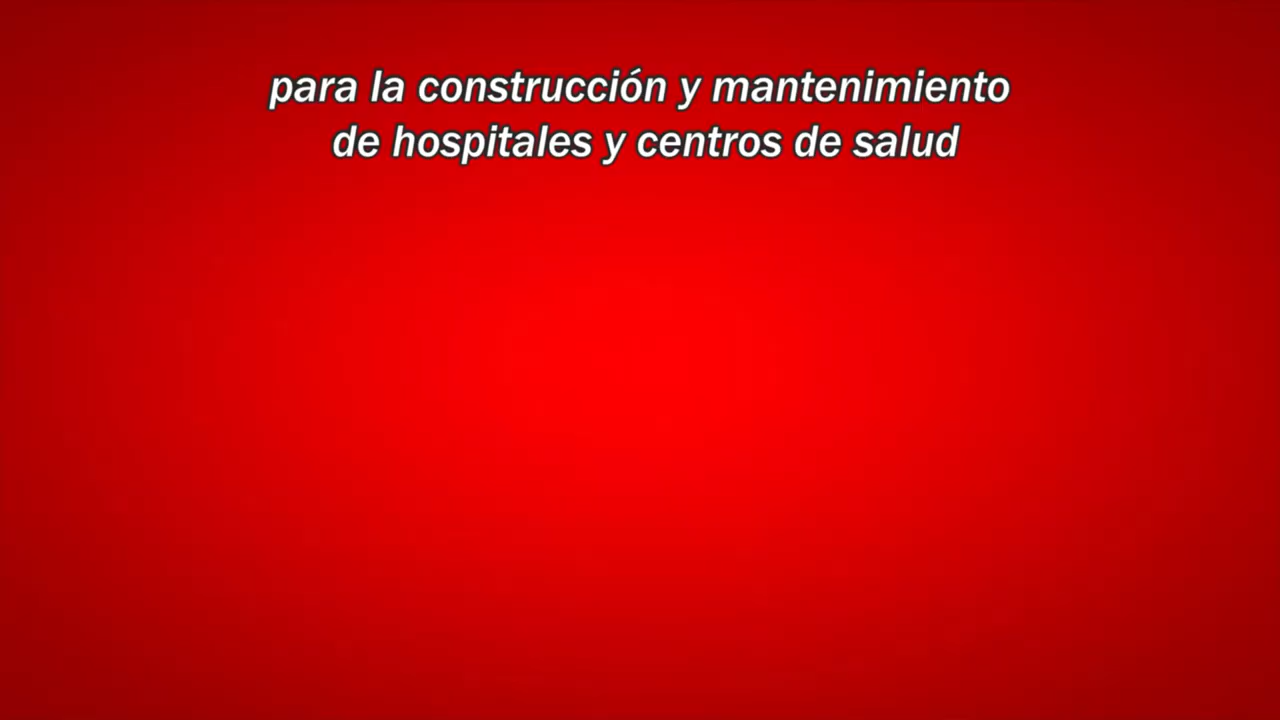 para la construcción y mantenimiento
de hospitales y centros de salud